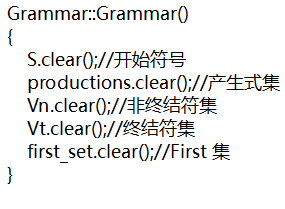 Grammar::Grammar()
{
S.clear();//开始符号
productions.clear();//产生式集
Vn.clear();//非终结符集
Vt.clear();//终结符集
first_set.clear();//First 集
}